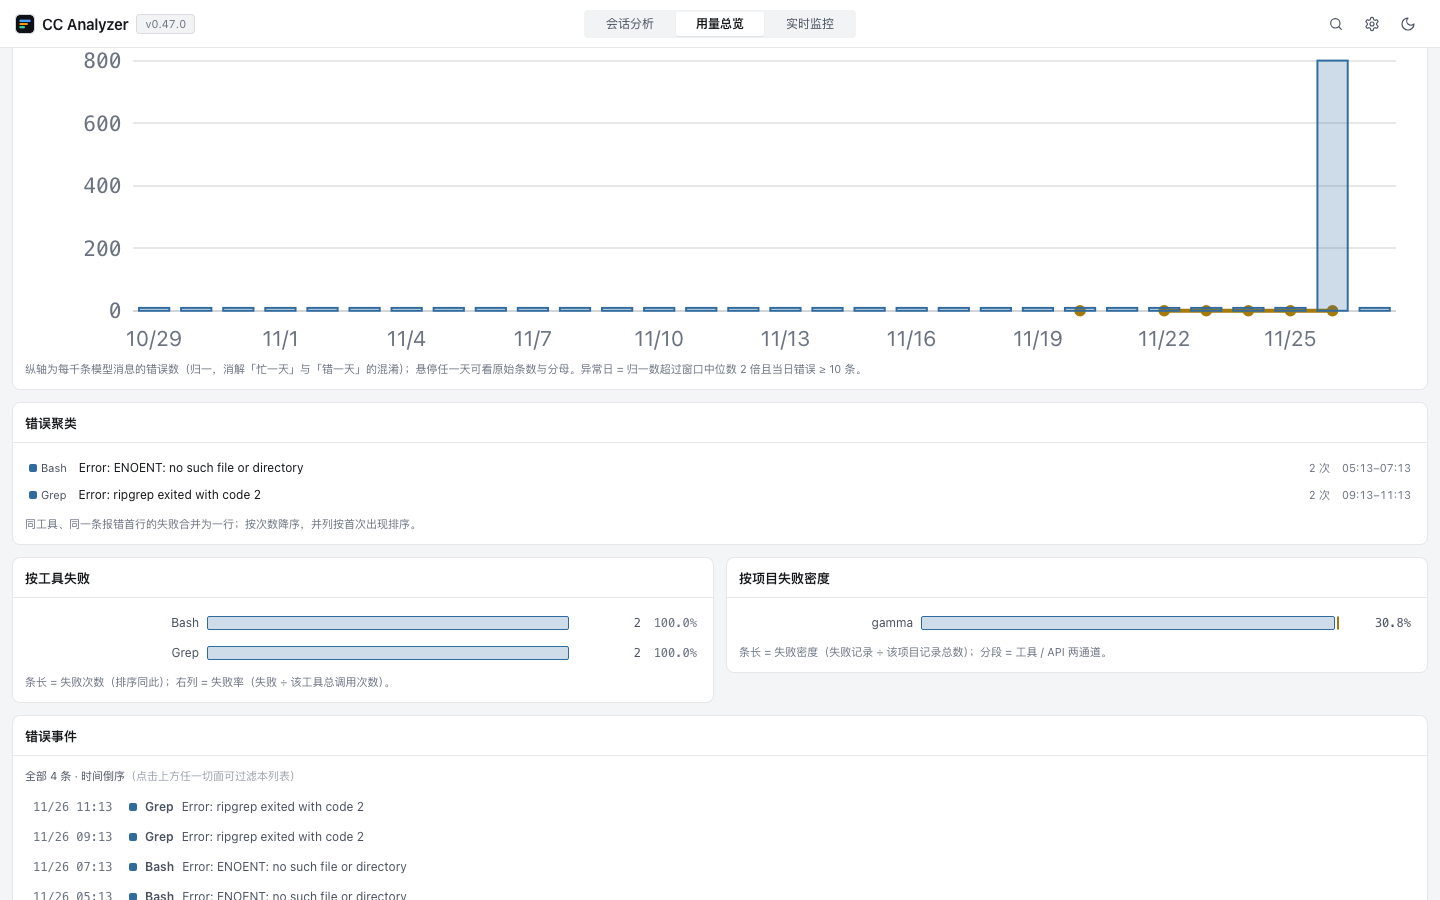 CC Analyzer v0.47.0 会话分析 用量总览 实时监控
800
600
400
200
0
10/29 11/1 11/4 11/7 11/10 11/13 11/16 11/19 11/22 11/25
纵轴为每千条模型消息的错误数（归一，消解「忙一天」与「错一天」的混淆）；悬停任一天可看原始条数与分母。异常日 = 归一数超过窗口中位数 2 倍且当日错误 ≥ 10 条。
错误聚类
Bash Error: ENOENT: no such file or directory 2 次 05:13–07:13
Grep Error: ripgrep exited with code 2 2 次 09:13–11:13
同工具、同一条报错首行的失败合并为一行；按次数降序，并列按首次出现排序。
按工具失败
Bash 2 100.0%
Grep 2 100.0%
条长 = 失败次数（排序同此）；右列 = 失败率（失败 ÷ 该工具总调用次数）。
按项目失败密度
gamma 30.8%
条长 = 失败密度（失败记录 ÷ 该项目记录总数）；分段 = 工具 / API 两通道。
错误事件
全部 4 条 · 时间倒序（点击上方任一切面可过滤本列表）
11/26 11:13 Grep Error: ripgrep exited with code 2
11/26 09:13 Grep Error: ripgrep exited with code 2
11/26 07:13 Bash Error: ENOENT: no such file or directory
11/26 05:13 Bash Error: ENOENT: no such file or directory